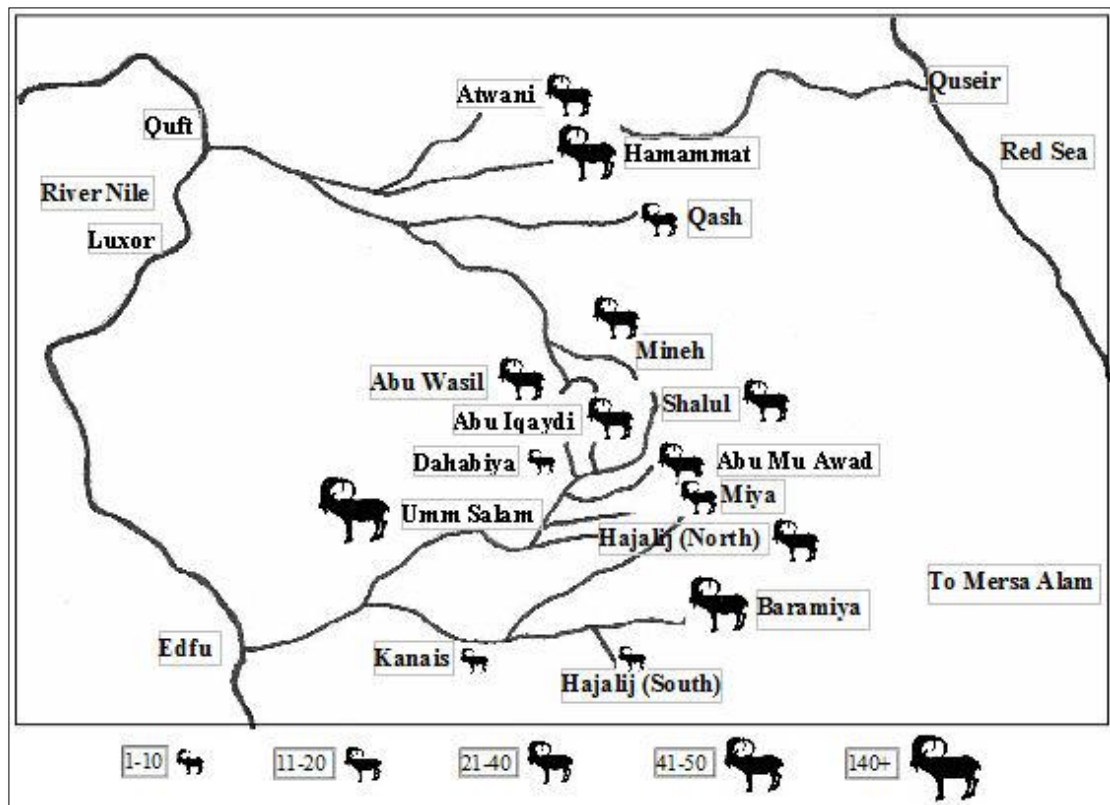 Quseir
Atwani
Quft
Hamammat
Red Sea
River Nile
Qash
Luxor
Mineh
Abu Wasil
Shalul
Abu Iqaydi
Dahabiya
Abu Mu Awad
Miya
Umm Salam
Hajalij (North)
To Mersa Alam
Baramiya
Edfu
Kanais
Hajalij (South)
1-10
11-20
21-40
41-50
140+